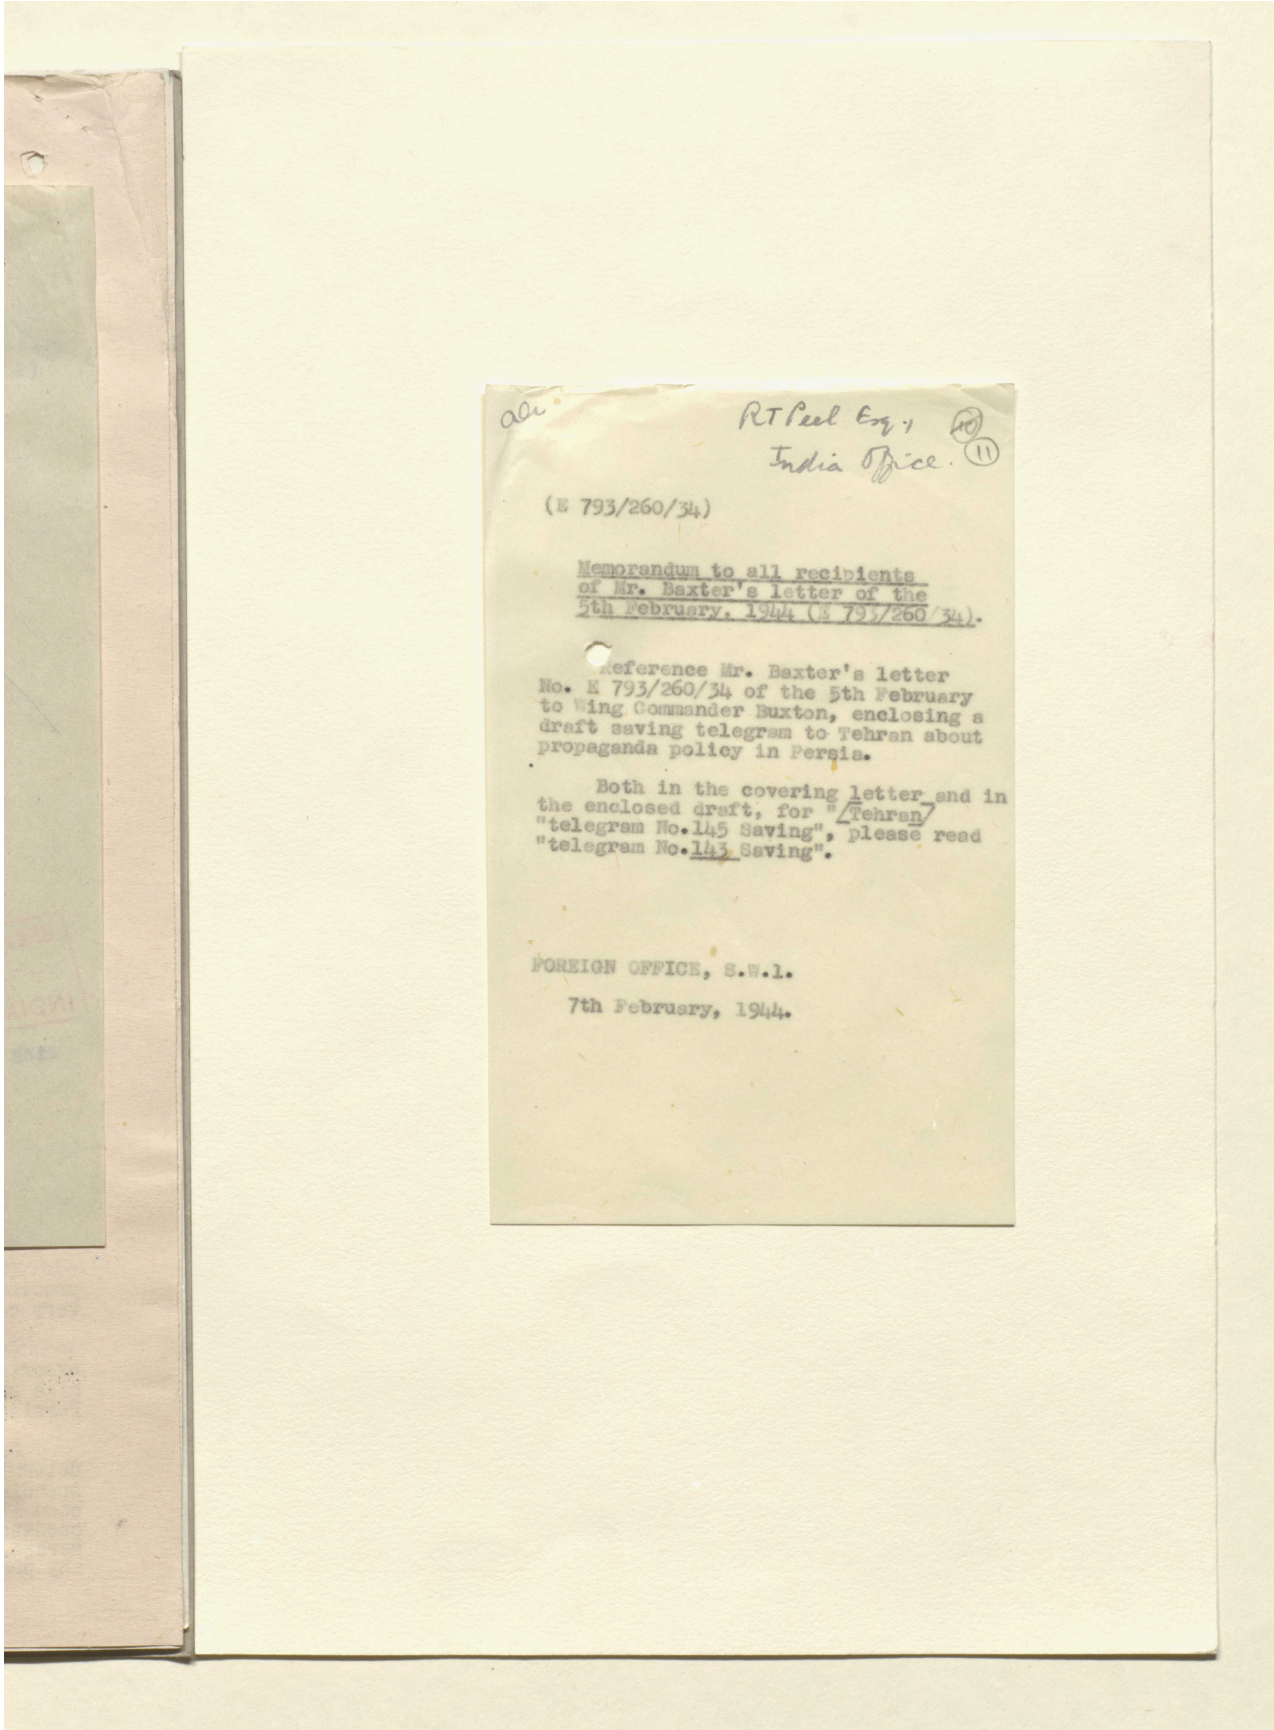 R T Peel Esq.,
10
India Office.
11
(E 793/260/34)
Memorandum to all recipients
of Mr. Baxter's letter of the
5th February, 1944 (E 793/260/34).
Reference Mr. Baxter's letter
No. E 793/260/34 of the 5th February
to Wing Commander Buxton, enclosing a
draft saving telegram to Tehran about
propaganda policy in Persia.
Both in the covering letter and in
the enclosed draft, for "/Tehran/
"telegram No.145 Saving", please read
"telegram No.143 Saving".
FOREIGN OFFICE, S.W.1.
7th February, 1944.